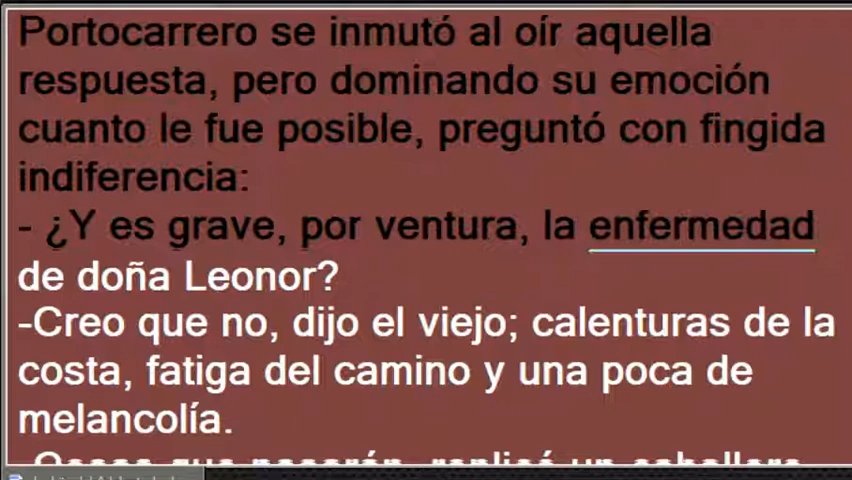 Portocarrero se inmutó al oír aquella
respuesta, pero dominando su emoción
cuanto le fue posible, preguntó con fingida
indiferencia:
- ¿Y es grave, por ventura, la enfermedad
de doña Leonor?
-Creo que no, dijo el viejo; calenturas de la
costa, fatiga del camino y una poca de
melancolía.